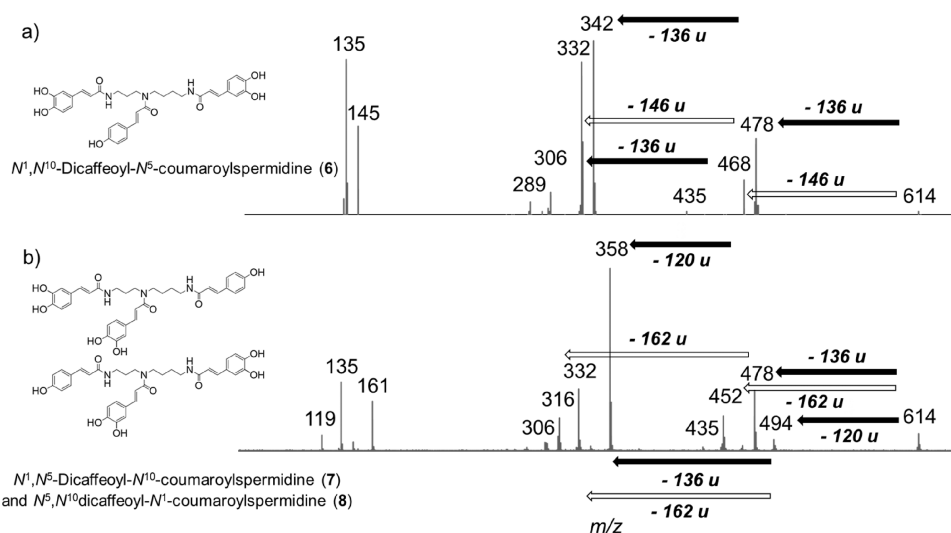 a)
OH
HO
HO
O
N
H
N
O
H
N
O
OH
OH
HO
N1,N10-Dicaffeoyl-N5-coumaroylspermidine (6)
135
145
289
306
332
342
435
468
478
614
- 136 u
- 146 u
- 136 u
- 136 u
- 146 u
b)
HO
HO
O
N
H
N
O
H
N
O
OH
HO
OH
HO
O
N
H
N
O
H
N
O
OH
OH
HO
OH
N1,N5-Dicaffeoyl-N10-coumaroylspermidine (7)
and N5,N10dicaffeoyl-N1-coumaroylspermidine (8)
119
135
161
306
316
332
358
435
452
478
494
614
- 120 u
- 162 u
- 136 u
- 162 u
- 120 u
- 136 u
- 162 u
m/z